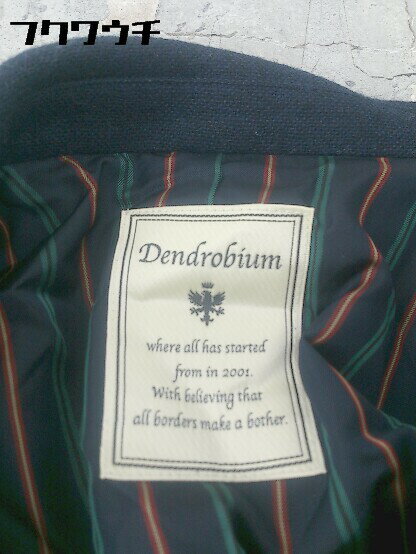 フクワウチ
Dendrobium
where all has started
from in 2001.
With believing that
all borders make a bother.